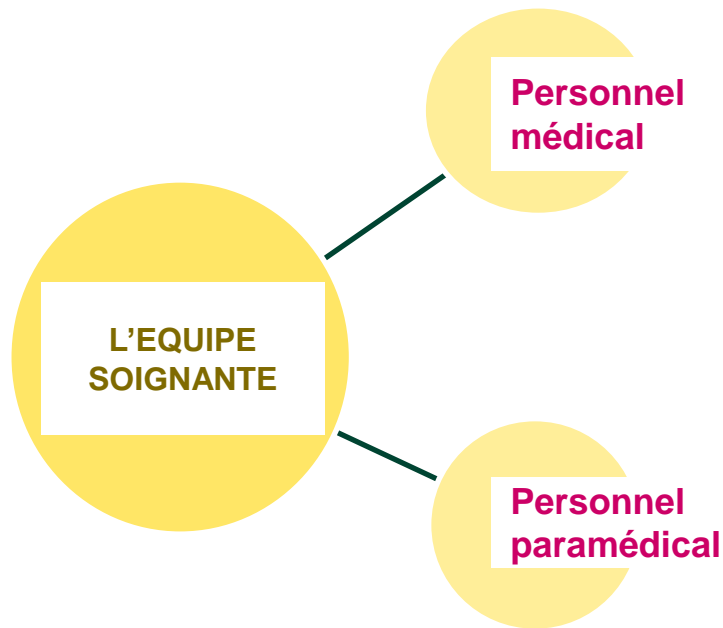 Personnel
médical
L’EQUIPE
SOIGNANTE
Personnel
paramédical